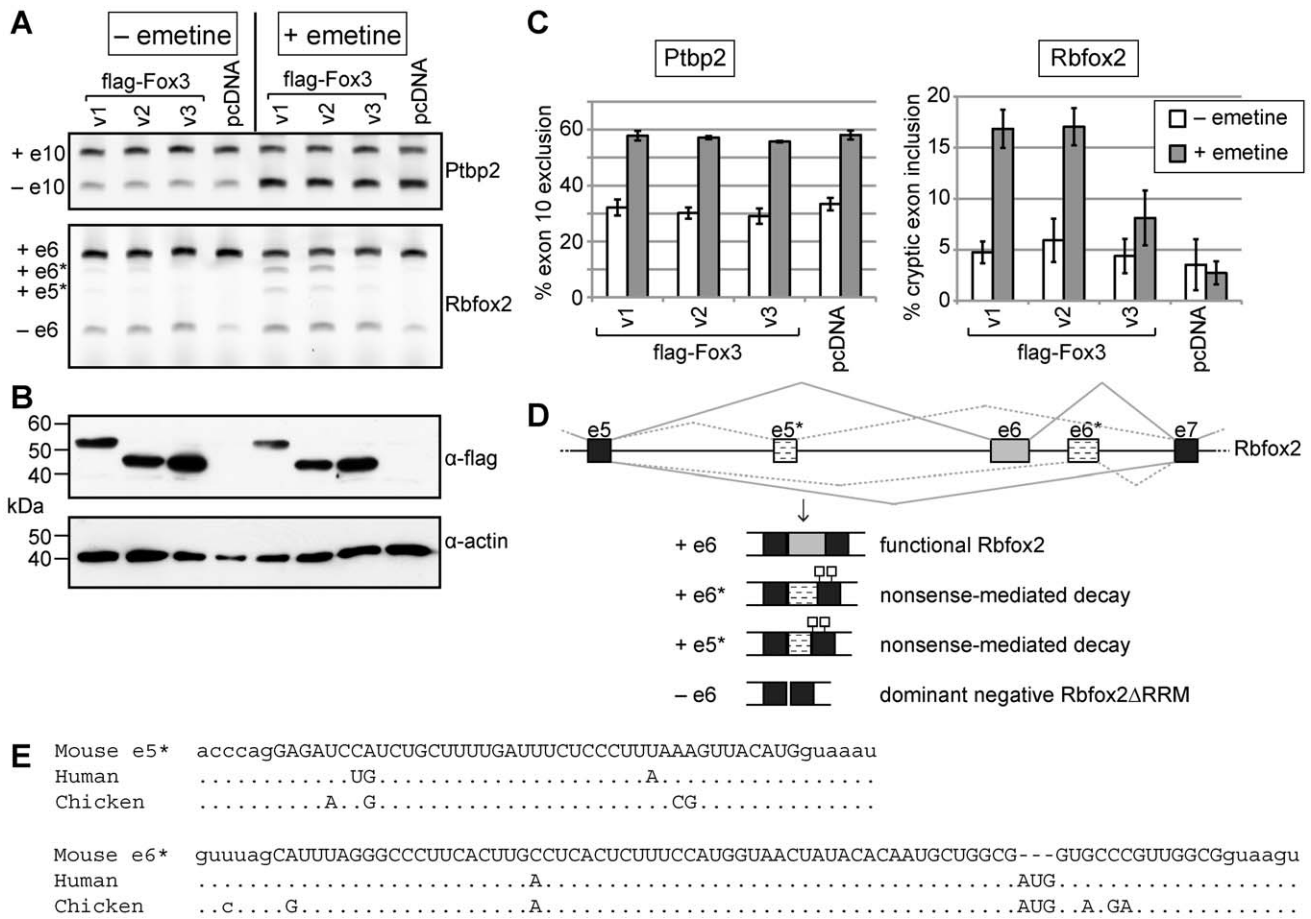 A
– emetine
+ emetine
flag-Fox3
flag-Fox3
v1
v2
v3
pcDNA
v1
v2
v3
pcDNA
+ e10
– e10
Ptbp2
+ e6
+ e6*
+ e5*
– e6
Rbfox2
B
60
50
40
α-flag
kDa
50
40
α-actin
C
Ptbp2
% exon 10 exclusion
60
40
20
0
v1
v2
v3
pcDNA
flag-Fox3
Rbfox2
% cryptic exon inclusion
20
15
10
5
0
v1
v2
v3
pcDNA
flag-Fox3
– emetine
+ emetine
D
e5
e5*
e6
e6*
e7
Rbfox2
+ e6 functional Rbfox2
+ e6* nonsense-mediated decay
+ e5* nonsense-mediated decay
– e6 dominant negative Rbfox2ΔRRM
E
Mouse e5* acccagGAGAUCCAUCUGCUUUUGAUUUCUCCCUUUAAAGUUACAUGguaaau
Human ............UG.....................A.................
Chicken ..........A..G.......................CG..............
Mouse e6* guuuagCAUUUAGGGCCCUUCACUUGCCUCACUCUUUCCAUGGUAACUAUACACAAUGCUGGCG---GUGCCCGUUGGCGguaagu
Human ..........................A.....................................AUG..................
Chicken ..c....G..................A.....................................AUG..A.GA.............